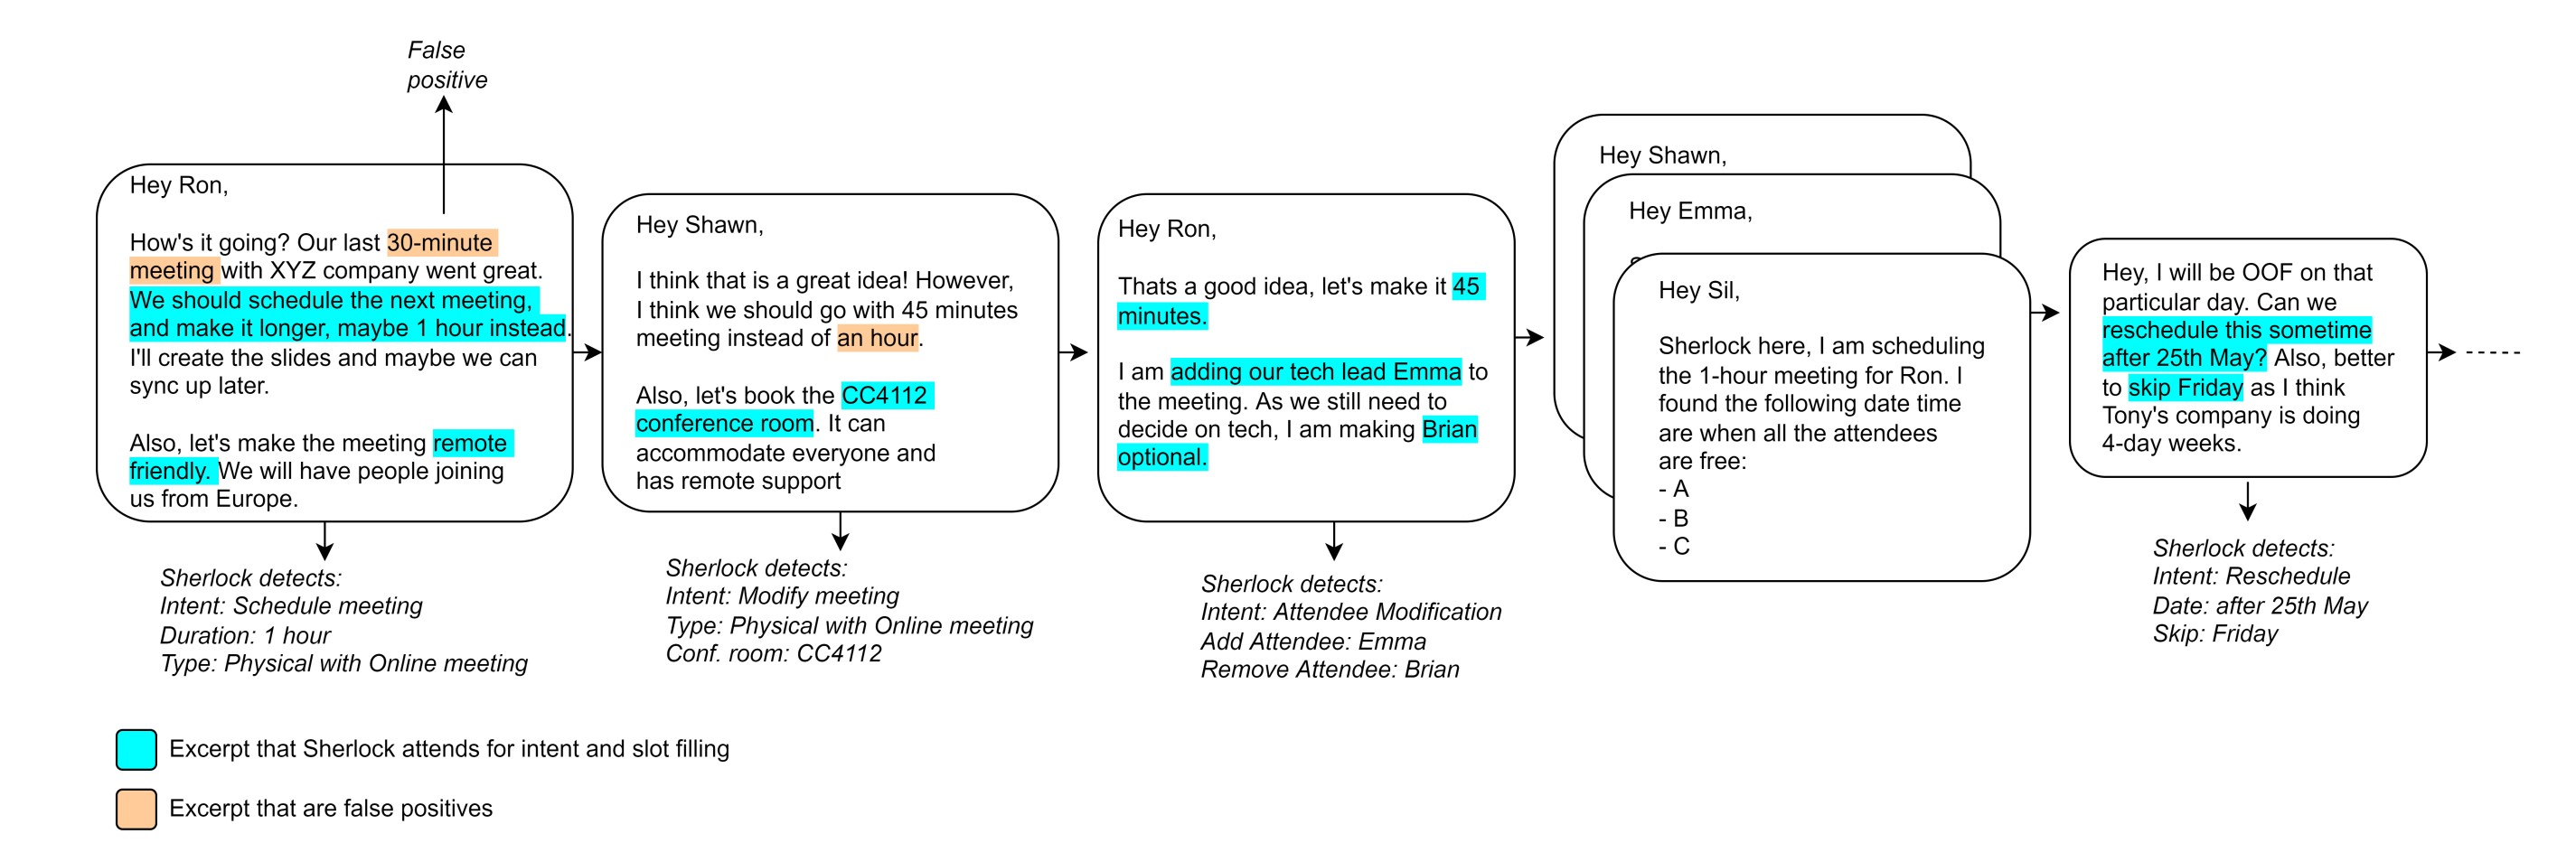 False
positive
Hey Ron,
How's it going? Our last 30-minute
meeting with XYZ company went great.
We should schedule the next meeting,
and make it longer, maybe 1 hour instead.
I'll create the slides and maybe we can
sync up later.
Also, let's make the meeting remote
friendly. We will have people joining
us from Europe.
Sherlock detects:
Intent: Schedule meeting
Duration: 1 hour
Type: Physical with Online meeting
Hey Shawn,
I think that is a great idea! However,
I think we should go with 45 minutes
meeting instead of an hour.
Also, let's book the CC4112
conference room. It can
accommodate everyone and
has remote support
Sherlock detects:
Intent: Modify meeting
Type: Physical with Online meeting
Conf. room: CC4112
Hey Ron,
Thats a good idea, let's make it 45
minutes.
I am adding our tech lead Emma to
the meeting. As we still need to
decide on tech, I am making Brian
optional.
Sherlock detects:
Intent: Attendee Modification
Add Attendee: Emma
Remove Attendee: Brian
Hey Shawn,
Hey Emma,
Hey Sil,
Sherlock here, I am scheduling
the 1-hour meeting for Ron. I
found the following date time
are when all the attendees
are free:
- A
- B
- C
Hey, I will be OOF on that
particular day. Can we
reschedule this sometime
after 25th May? Also, better
to skip Friday as I think
Tony's company is doing
4-day weeks.
Sherlock detects:
Intent: Reschedule
Date: after 25th May
Skip: Friday
Excerpt that Sherlock attends for intent and slot filling
Excerpt that are false positives